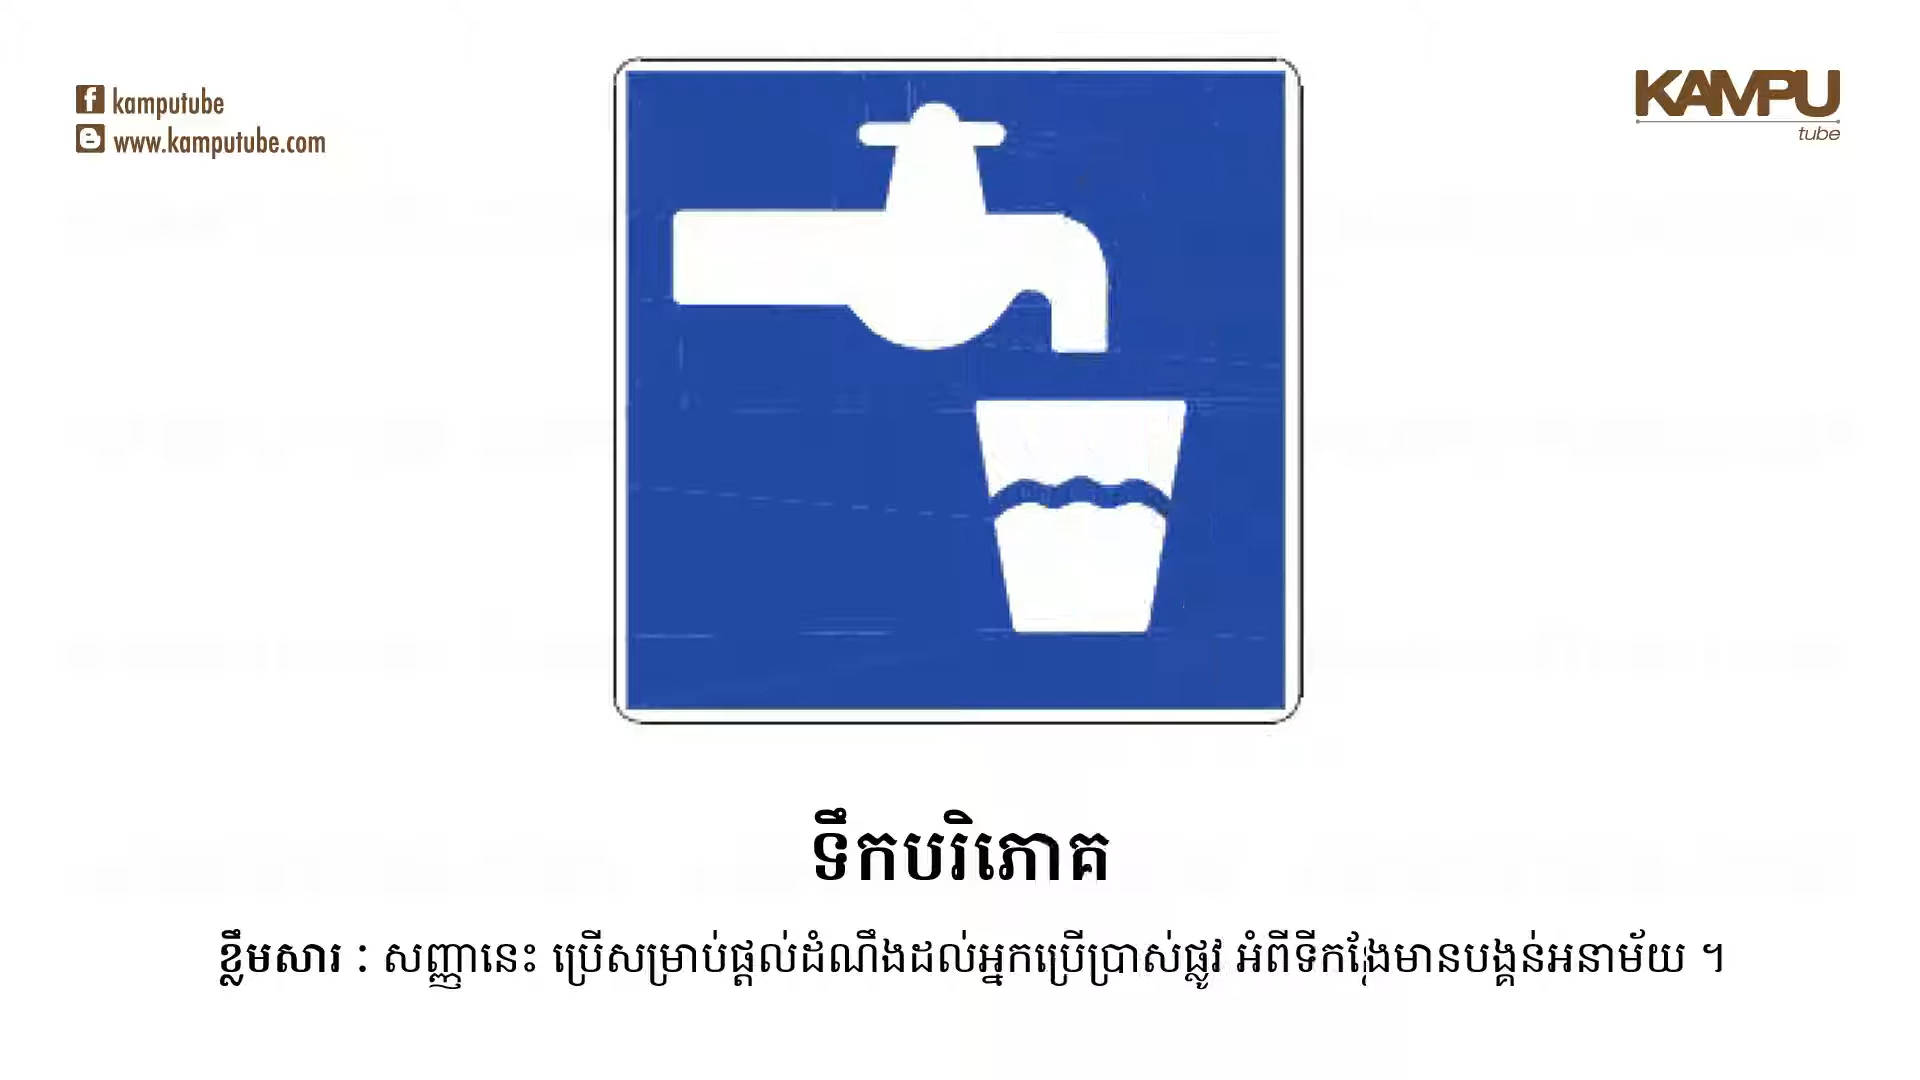 kamputube
www.kamputube.com
KAMPU
tube
ទឹកបរិភោគ
ខ្លឹមសារ : សញ្ញានេះ ប្រើសម្រាប់ផ្តល់ដំណឹងដល់អ្នកប្រើប្រាស់ផ្លូវ អំពីទីកន្លែងមានបង្គន់អនាម័យ ។